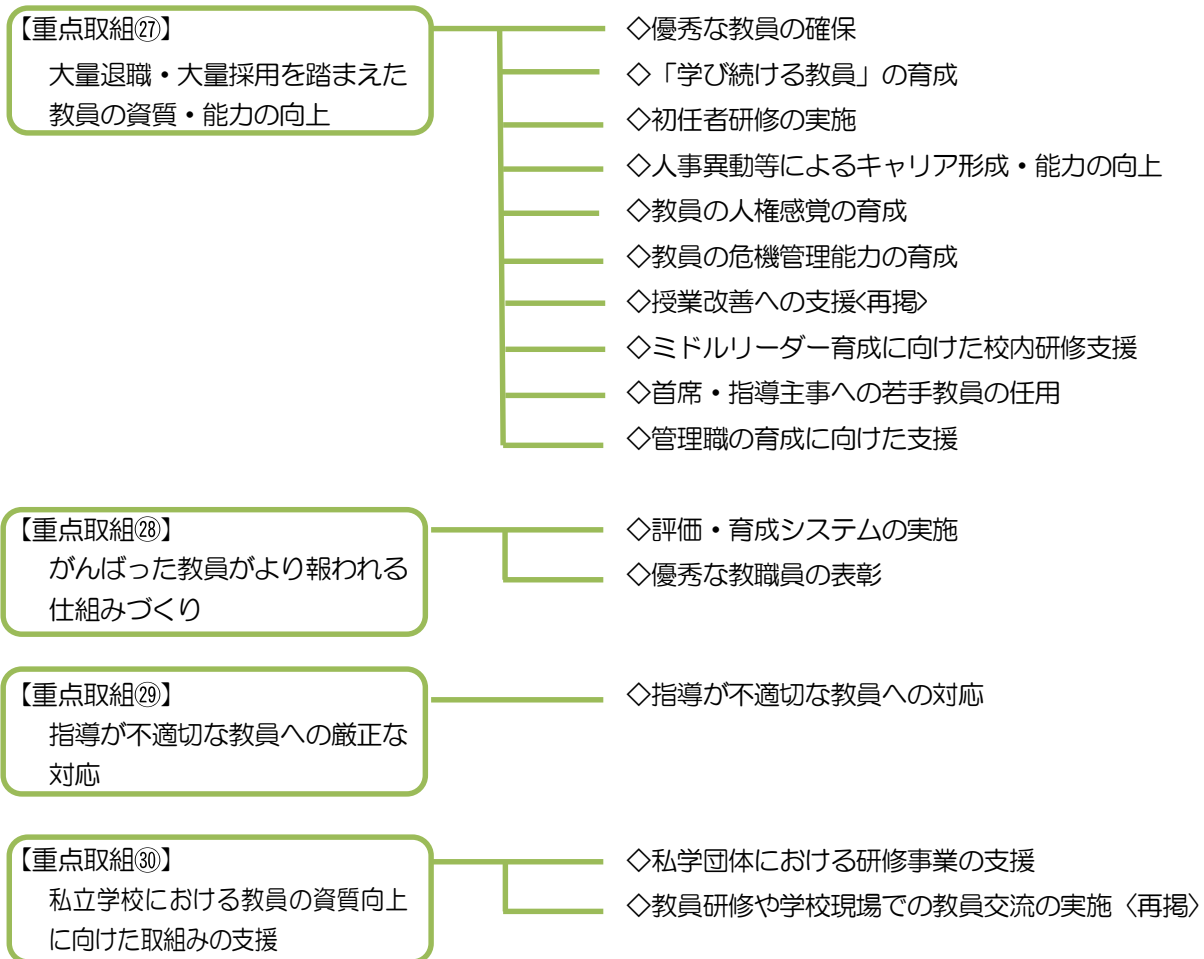 【重点取組㉗】
大量退職・大量採用を踏まえた
教員の資質・能力の向上
◇優秀な教員の確保
◇「学び続ける教員」の育成
◇初任者研修の実施
◇人事異動等によるキャリア形成・能力の向上
◇教員の人権感覚の育成
◇教員の危機管理能力の育成
◇授業改善への支援〈再掲〉
◇ミドルリーダー育成に向けた校内研修支援
◇首席・指導主事への若手教員の任用
◇管理職の育成に向けた支援
【重点取組㉘】
がんばった教員がより報われる
仕組みづくり
◇評価・育成システムの実施
◇優秀な教職員の表彰
【重点取組㉙】
指導が不適切な教員への厳正な
対応
◇指導が不適切な教員への対応
【重点取組㉚】
私立学校における教員の資質向上
に向けた取組みの支援
◇私学団体における研修事業の支援
◇教員研修や学校現場での教員交流の実施〈再掲〉